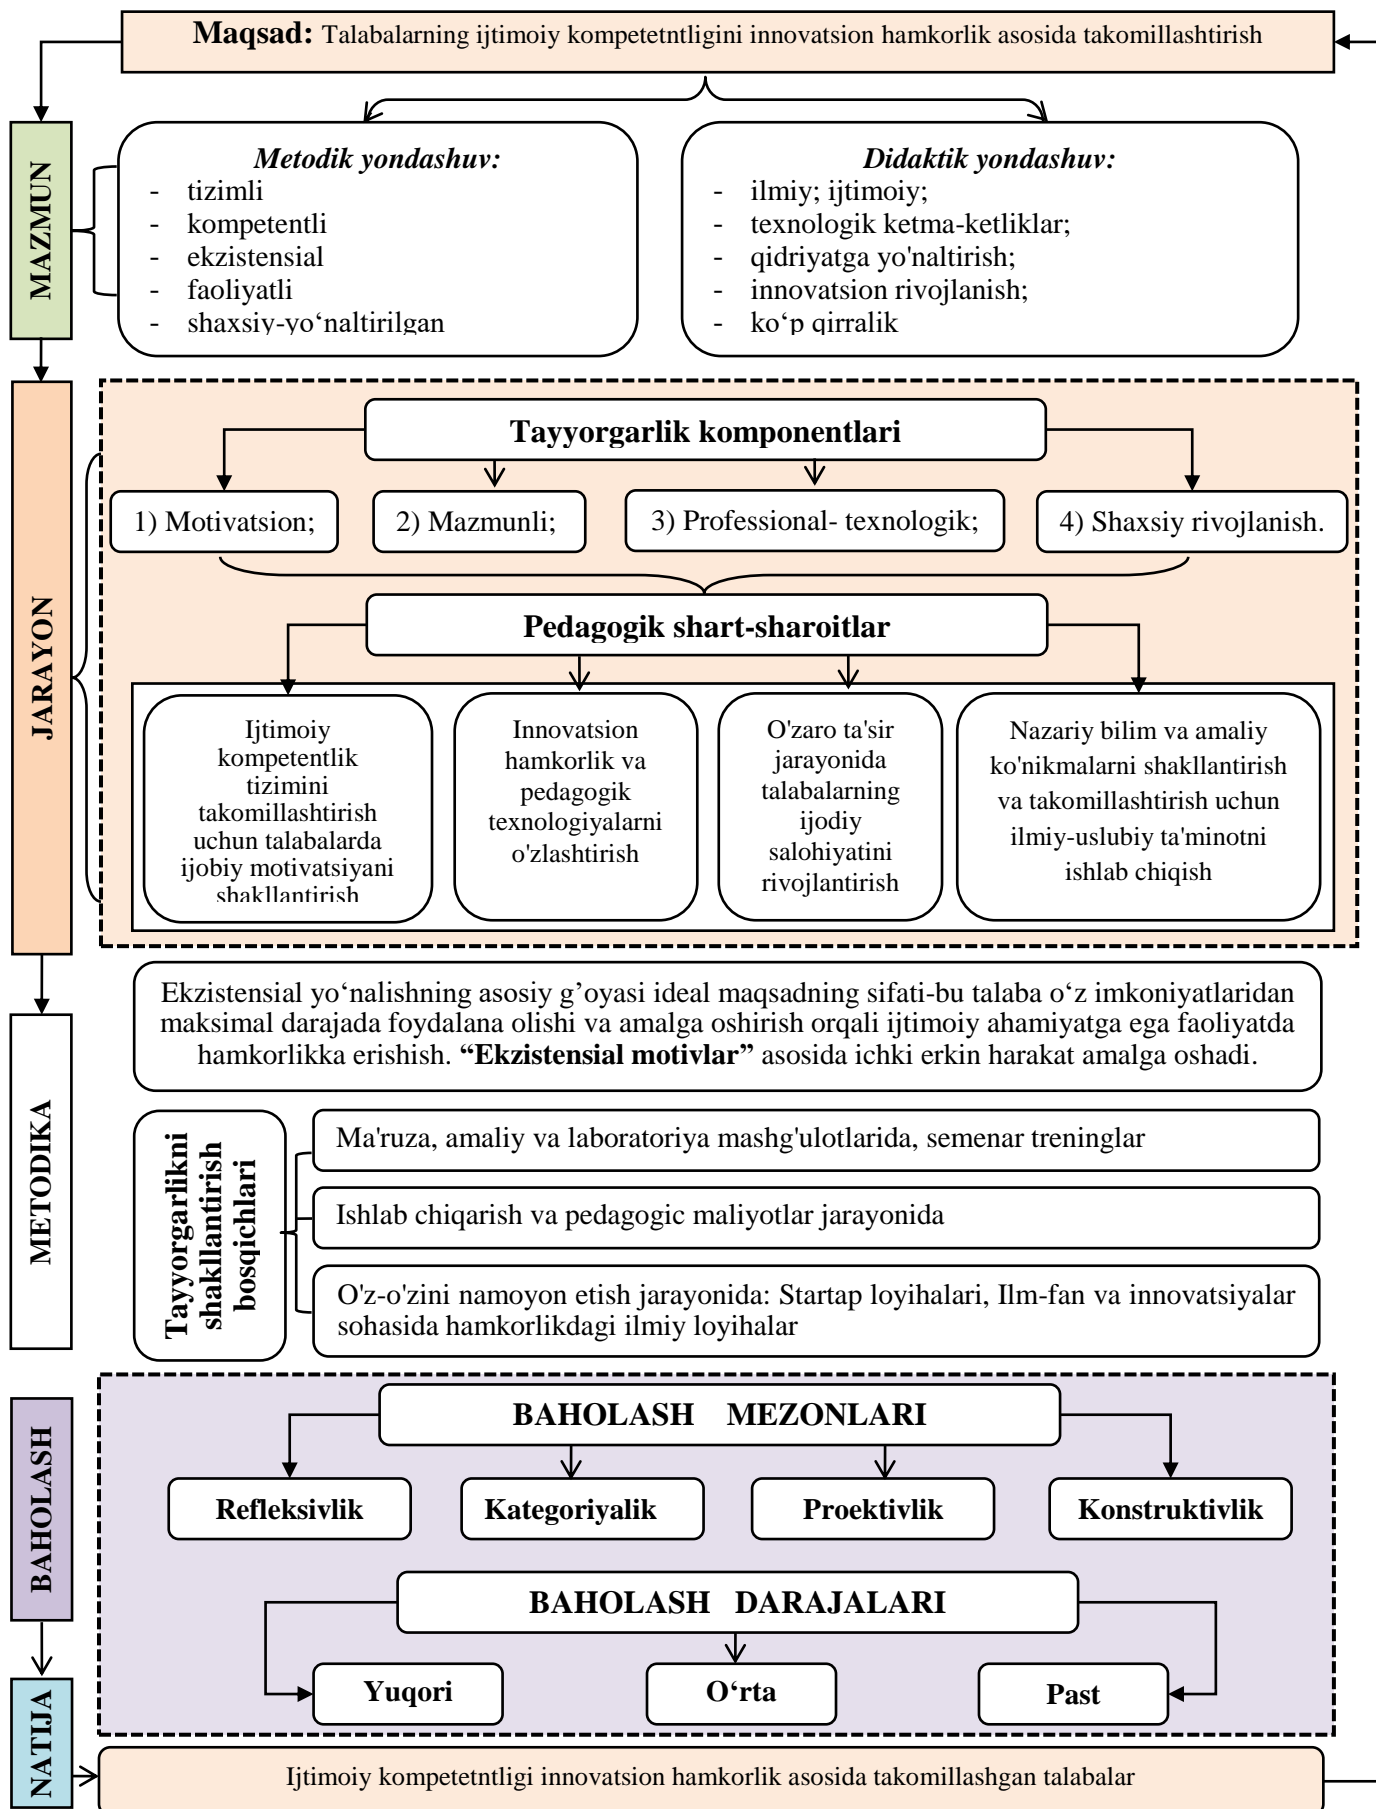 Maqsad: Talabalarning ijtimoiy kompetetntligini innovatsion hamkorlik asosida takomillashtirish
MAZMUN
Metodik yondashuv:
- tizimli
- kompetentli
- ekzistensial
- faoliyatli
- shaxsiy-yo‘naltirilgan
Didaktik yondashuv:
- ilmiy; ijtimoiy;
- texnologik ketma-ketliklar;
- qidriyatga yo'naltirish;
- innovatsion rivojlanish;
- ko‘p qirralik
JARAYON
Tayyorgarlik komponentlari
1) Motivatsion;
2) Mazmunli;
3) Professional- texnologik;
4) Shaxsiy rivojlanish.
Pedagogik shart-sharoitlar
Ijtimoiy
kompetentlik
tizimini
takomillashtirish
uchun talabalarda
ijobiy motivatsiyani
shakllantirish
Innovatsion
hamkorlik va
pedagogik
texnologiyalarni
o'zlashtirish
O'zaro ta'sir
jarayonida
talabalarning
ijodiy
salohiyatini
rivojlantirish
Nazariy bilim va amaliy
ko'nikmalarni shakllantirish
va takomillashtirish uchun
ilmiy-uslubiy ta'minotni
ishlab chiqish
METODIKA
Ekzistensial yo‘nalishning asosiy g’oyasi ideal maqsadning sifati-bu talaba o‘z imkoniyatlaridan
maksimal darajada foydalana olishi va amalga oshirish orqali ijtimoiy ahamiyatga ega faoliyatda
hamkorlikka erishish. “Ekzistensial motivlar” asosida ichki erkin harakat amalga oshadi.
Tayyorgarlikni
shakllantirish
bosqichlari
Ma'ruza, amaliy va laboratoriya mashg'ulotlarida, semenar treninglar
Ishlab chiqarish va pedagogic maliyotlar jarayonida
O'z-o'zini namoyon etish jarayonida: Startap loyihalari, Ilm-fan va innovatsiyalar
sohasida hamkorlikdagi ilmiy loyihalar
BAHOLASH
BAHOLASH MEZONLARI
Refleksivlik
Kategoriyalik
Proektivlik
Konstruktivlik
BAHOLASH DARAJALARI
Yuqori
O‘rta
Past
NATIJA
Ijtimoiy kompetetntligi innovatsion hamkorlik asosida takomillashgan talabalar